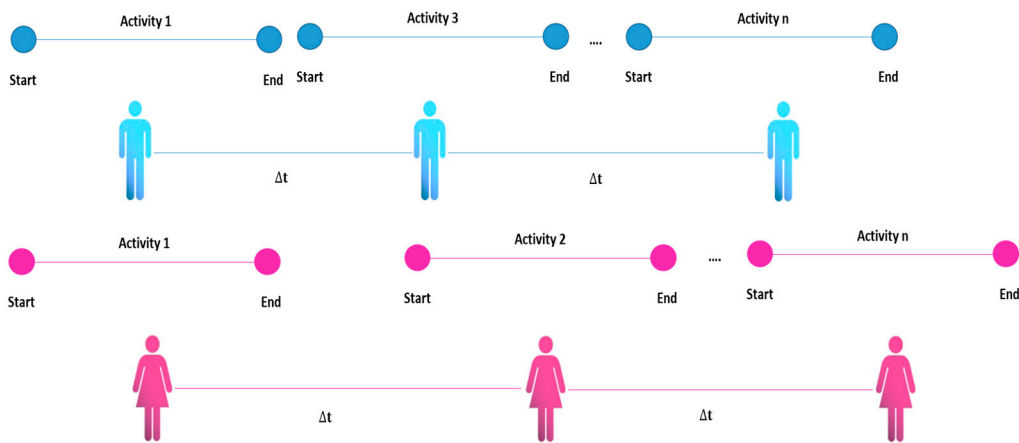 Activity 1 Activity 3 Activity n
....
Start End Start End Start End
Δt Δt
Activity 1 Activity 2 Activity n
....
Start End Start End Start End
Δt Δt